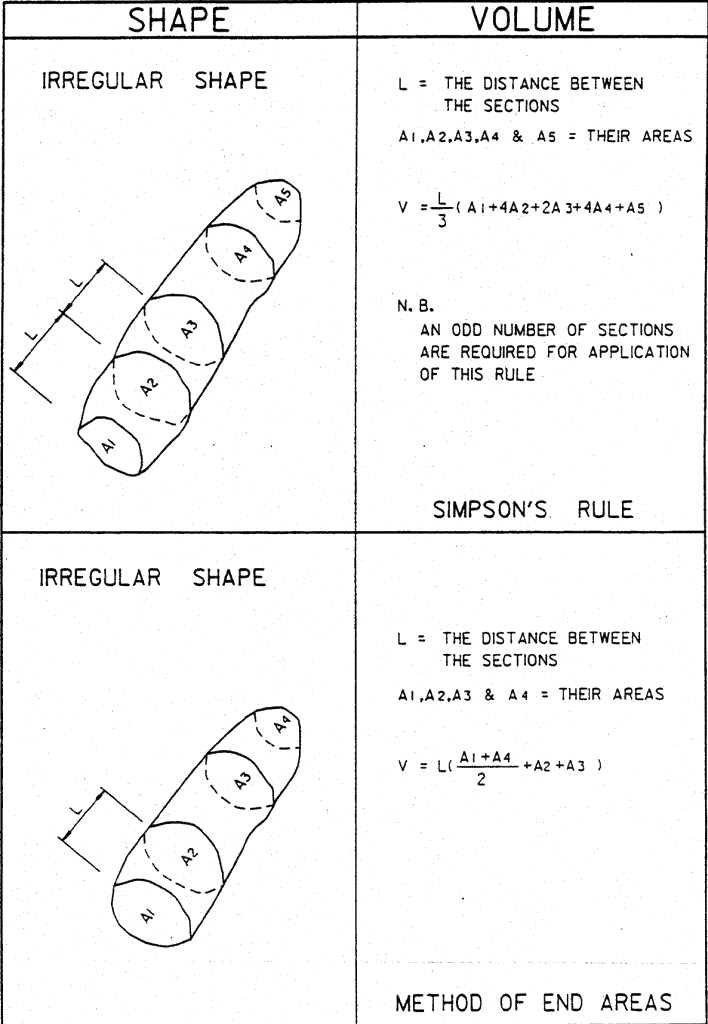 SHAPE
VOLUME
IRREGULAR SHAPE
A5
A4
A3
A2
A1
L
L
L = THE DISTANCE BETWEEN
THE SECTIONS
A1,A2,A3,A4 & A5 = THEIR AREAS
V = L/3 ( A1+4A2+2A3+4A4+A5 )
N.B.
AN ODD NUMBER OF SECTIONS
ARE REQUIRED FOR APPLICATION
OF THIS RULE
SIMPSON'S RULE
IRREGULAR SHAPE
A4
A3
A2
A1
L
L = THE DISTANCE BETWEEN
THE SECTIONS
A1,A2,A3 & A4 = THEIR AREAS
V = L( A1+A4/2 +A2+A3 )
METHOD OF END AREAS